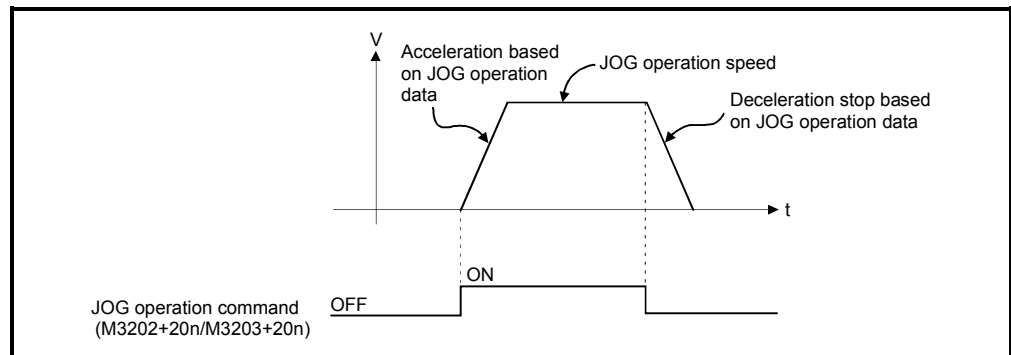 V
Acceleration based
on JOG operation
data
JOG operation speed
Deceleration stop based
on JOG operation data
t
ON
OFF
JOG operation command
(M3202+20n/M3203+20n)